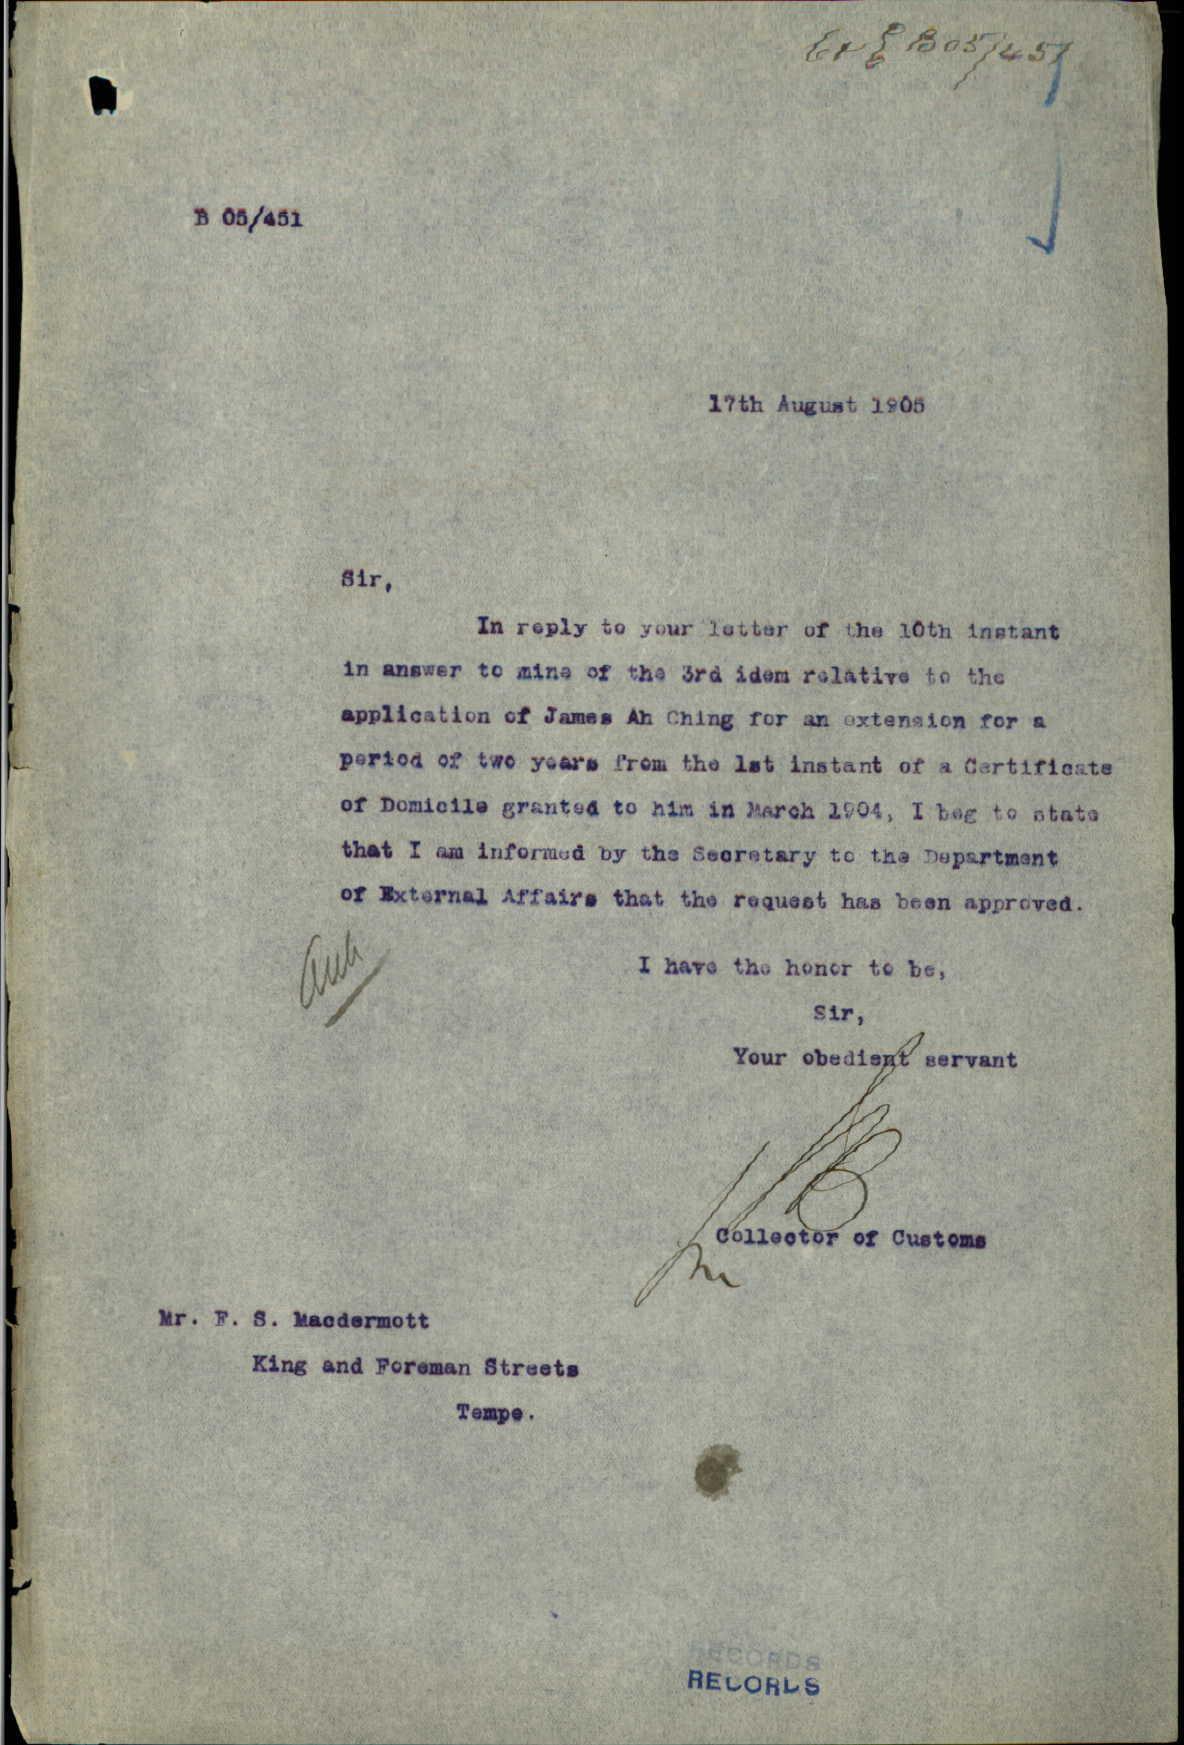 B05/451
B 05/451
17th August 1905
Sir,
In reply to your letter of the 10th instant
in answer to mine of the 3rd idem relative to the
application of James Ah Ching for an extension for a
period of two years from the 1st instant of a Certificate
of Domicile granted to him in March 1904, I beg to state
that I am informed by the Secretary to the Department
of External Affairs that the request has been approved.
I have the honor to be,
Sir,
Your obedient servant
Collector of Customs
Mr. F. S. Macdermott
King and Foreman Streets
Tempe.
RECORDS
RECORDS